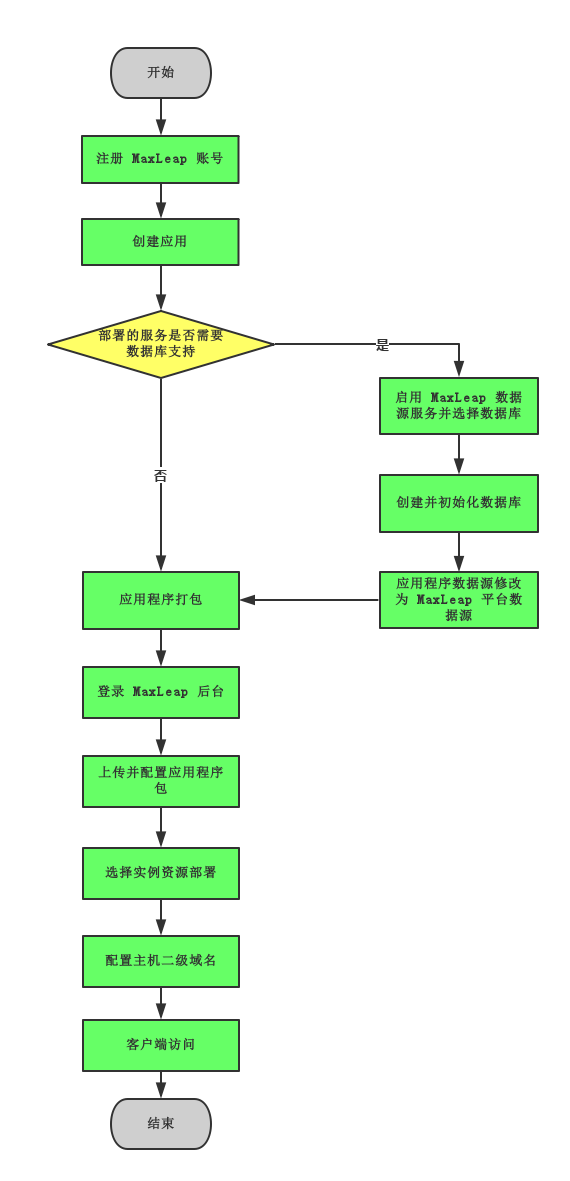 开始
注册 MaxLeap 账号
创建应用
部署的服务是否需要
数据库支持
是
启用 MaxLeap 数据
源服务并选择数据库
创建并初始化数据库
应用程序数据源修改
为 MaxLeap 平台数
据源
否
应用程序打包
登录 MaxLeap 后台
上传并配置应用程序
包
选择实例资源部署
配置主机二级域名
客户端访问
结束